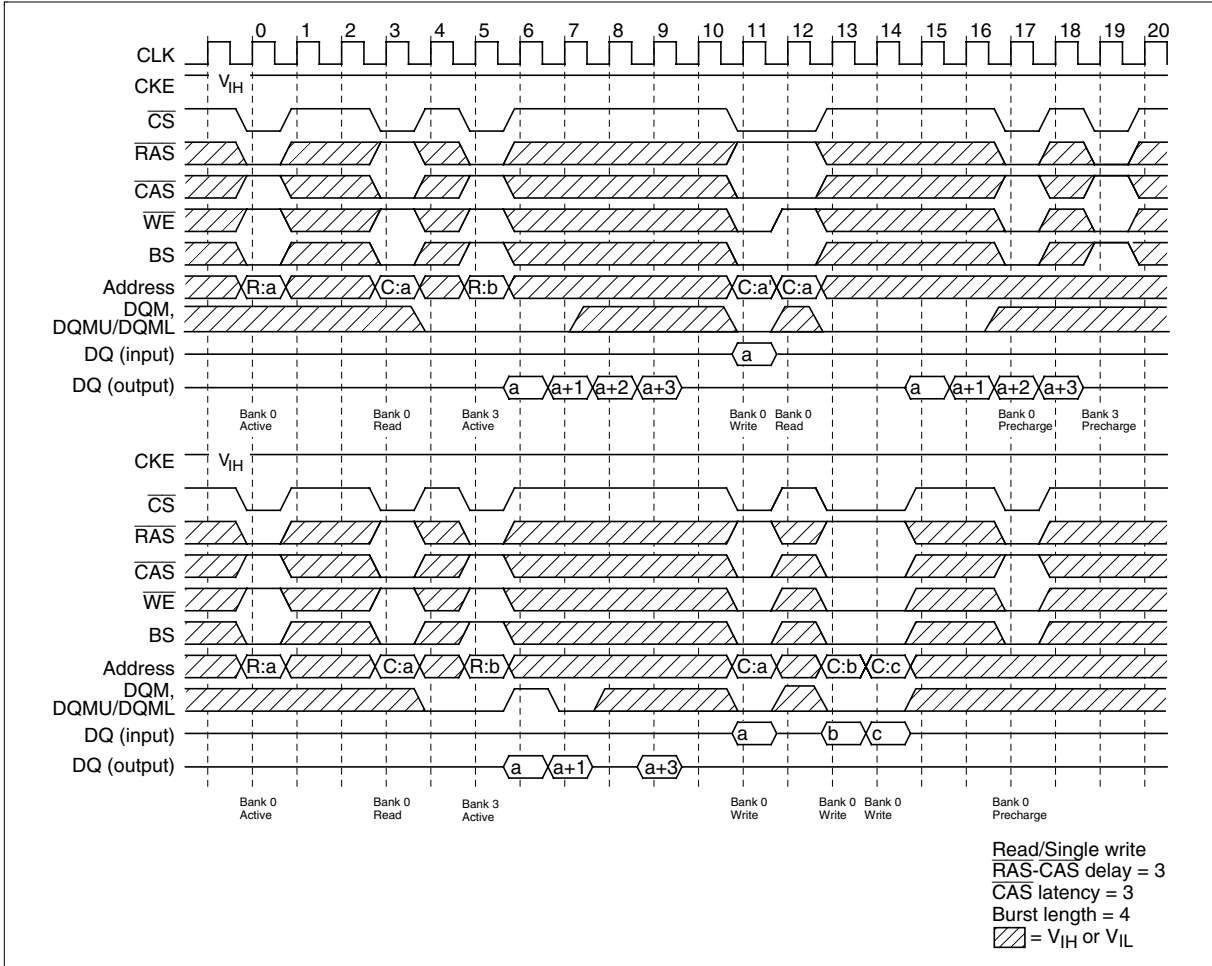 0 1 2 3 4 5 6 7 8 9 10 11 12 13 14 15 16 17 18 19 20
CLK
CKE VIH
CS
RAS
CAS
WE
BS
Address R:a C:a R:b C:a' C:a
DQM,
DQMU/DQML
DQ (input) a
DQ (output) a a+1 a+2 a+3 a a+1 a+2 a+3
Bank 0 Bank 0 Bank 3 Bank 0 Bank 0 Bank 0 Bank 3
Active Read Active Write Read Precharge Precharge
CKE VIH
CS
RAS
CAS
WE
BS
Address R:a C:a R:b C:a C:b C:c
DQM,
DQMU/DQML
DQ (input) a b c
DQ (output) a a+1 a+3
Bank 0 Bank 0 Bank 3 Bank 0 Bank 0 Bank 0 Bank 0
Active Read Active Write Write Write Precharge
Read/Single write
RAS-CAS delay = 3
CAS latency = 3
Burst length = 4
= VIH or VIL